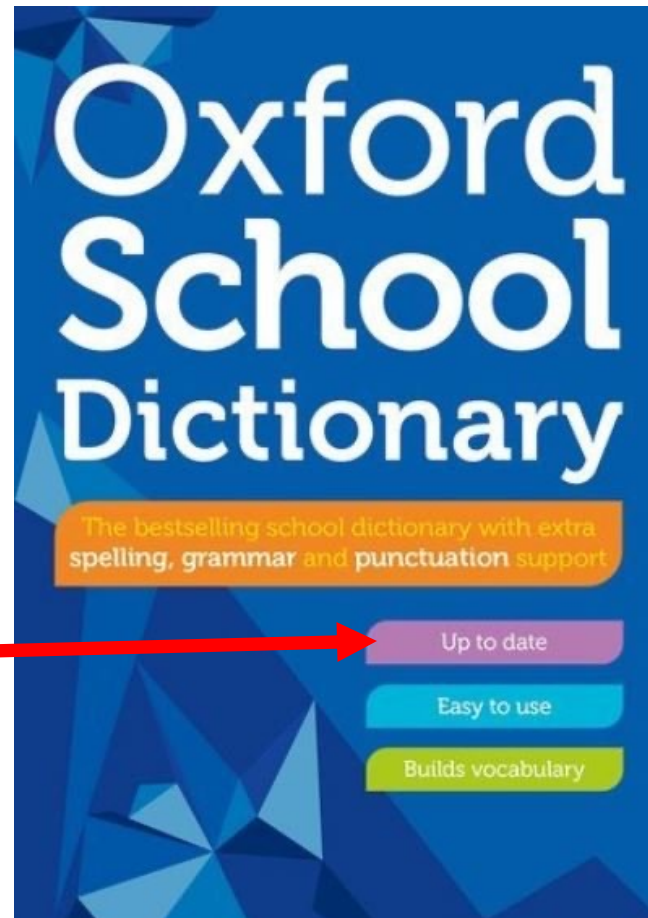 Oxford
School
Dictionary
The bestselling school dictionary with extra
spelling, grammar and punctuation support
Up to date
Easy to use
Builds vocabulary